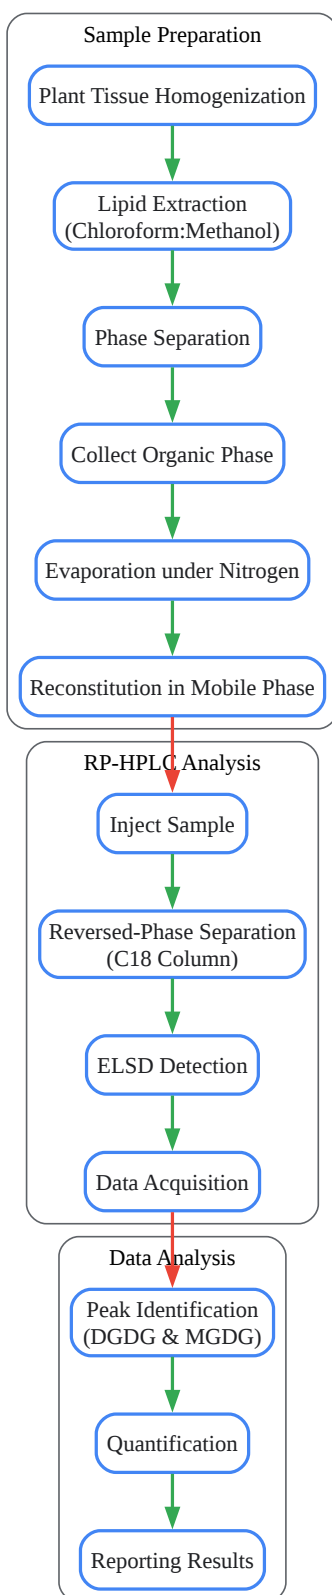 Sample Preparation
Plant Tissue Homogenization
Lipid Extraction
(Chloroform:Methanol)
Phase Separation
Collect Organic Phase
Evaporation under Nitrogen
Reconstitution in Mobile Phase
RP-HPLC Analysis
Inject Sample
Reversed-Phase Separation
(C18 Column)
ELSD Detection
Data Acquisition
Data Analysis
Peak Identification
(DGDG & MGDG)
Quantification
Reporting Results